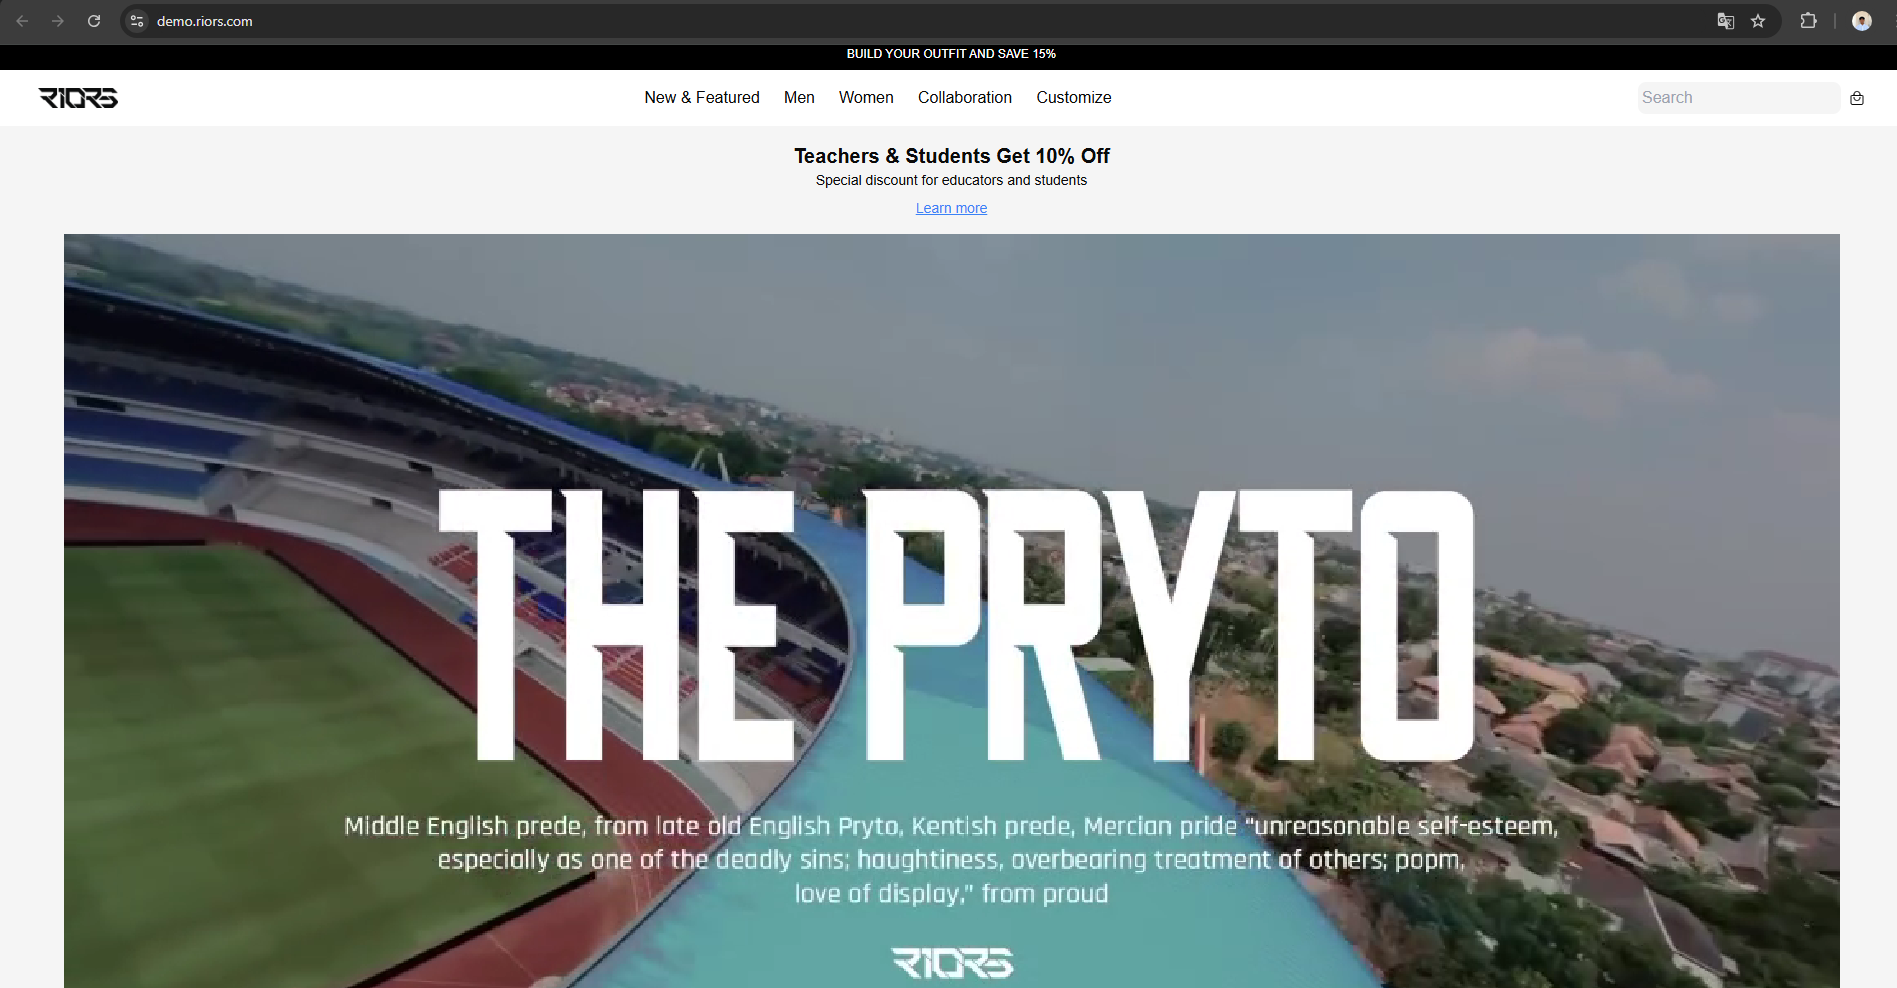 demo.riors.com
BUILD YOUR OUTFIT AND SAVE 15%
RIORS
New & Featured Men Women Collaboration Customize
Search
Teachers & Students Get 10% Off
Special discount for educators and students
Learn more
THE PRYTO
Middle English prede, from late old English Pryto, Kentish prede, Mercian pride "unreasonable self-esteem,
especially as one of the deadly sins; haughtiness, overbearing treatment of others; popm,
love of display," from proud
RIORS